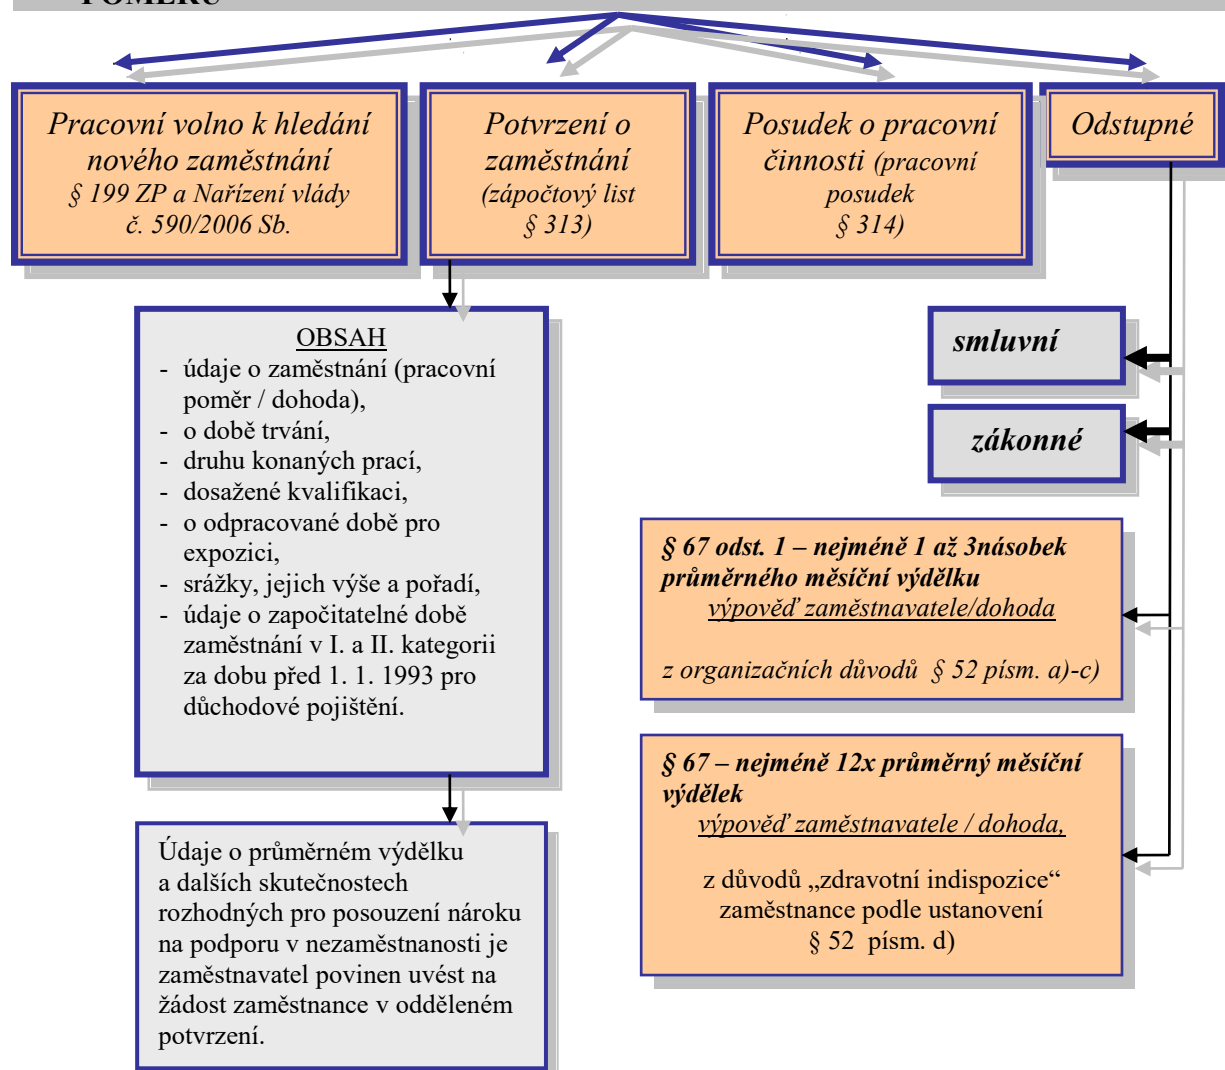 POMĚRU
Pracovní volno k hledání
nového zaměstnání
§ 199 ZP a Nařízení vlády
č. 590/2006 Sb.
Potvrzení o
zaměstnání
(zápočtový list
§ 313)
Posudek o pracovní
činnosti (pracovní
posudek
§ 314)
Odstupné
OBSAH
- údaje o zaměstnání (pracovní
poměr / dohoda),
- o době trvání,
- druhu konaných prací,
- dosažené kvalifikaci,
- o odpracované době pro
expozici,
- srážky, jejich výše a pořadí,
- údaje o započitatelné době
zaměstnání v I. a II. kategorii
za dobu před 1. 1. 1993 pro
důchodové pojištění.
Údaje o průměrném výdělku
a dalších skutečnostech
rozhodných pro posouzení nároku
na podporu v nezaměstnanosti je
zaměstnavatel povinen uvést na
žádost zaměstnance v odděleném
potvrzení.
smluvní
zákonné
§ 67 odst. 1 – nejméně 1 až 3násobek
průměrného měsíční výdělku
výpověď zaměstnavatele/dohoda
z organizačních důvodů § 52 písm. a)-c)
§ 67 – nejméně 12x průměrný měsíční
výdělek
výpověď zaměstnavatele / dohoda,
z důvodů „zdravotní indispozice“
zaměstnance podle ustanovení
§ 52 písm. d)